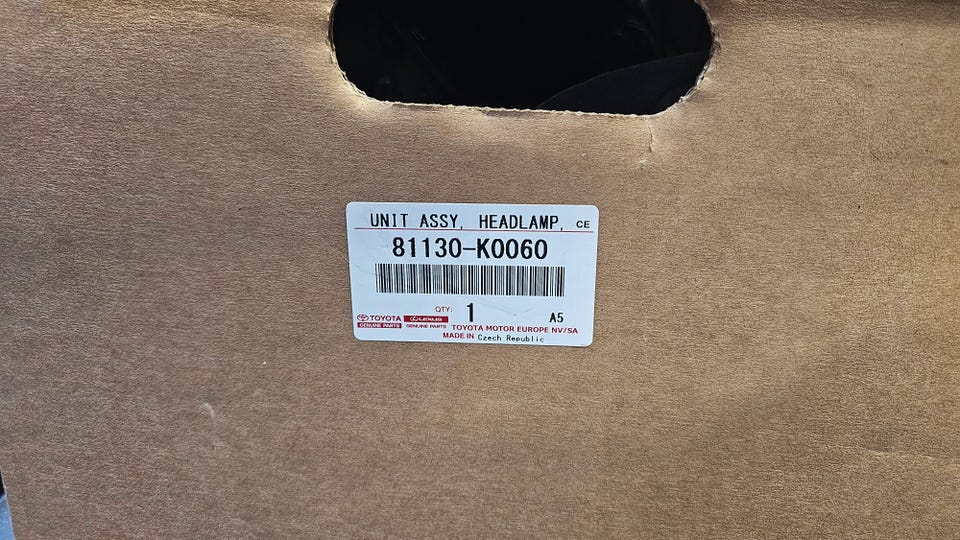 UNIT ASSY, HEADLAMP, CE
81130-K0060
QTY: 1 A5
TOYOTA LEXUS
GENUINE PARTS GENUINE PARTS TOYOTA MOTOR EUROPE NV/SA
MADE IN Czech Republic